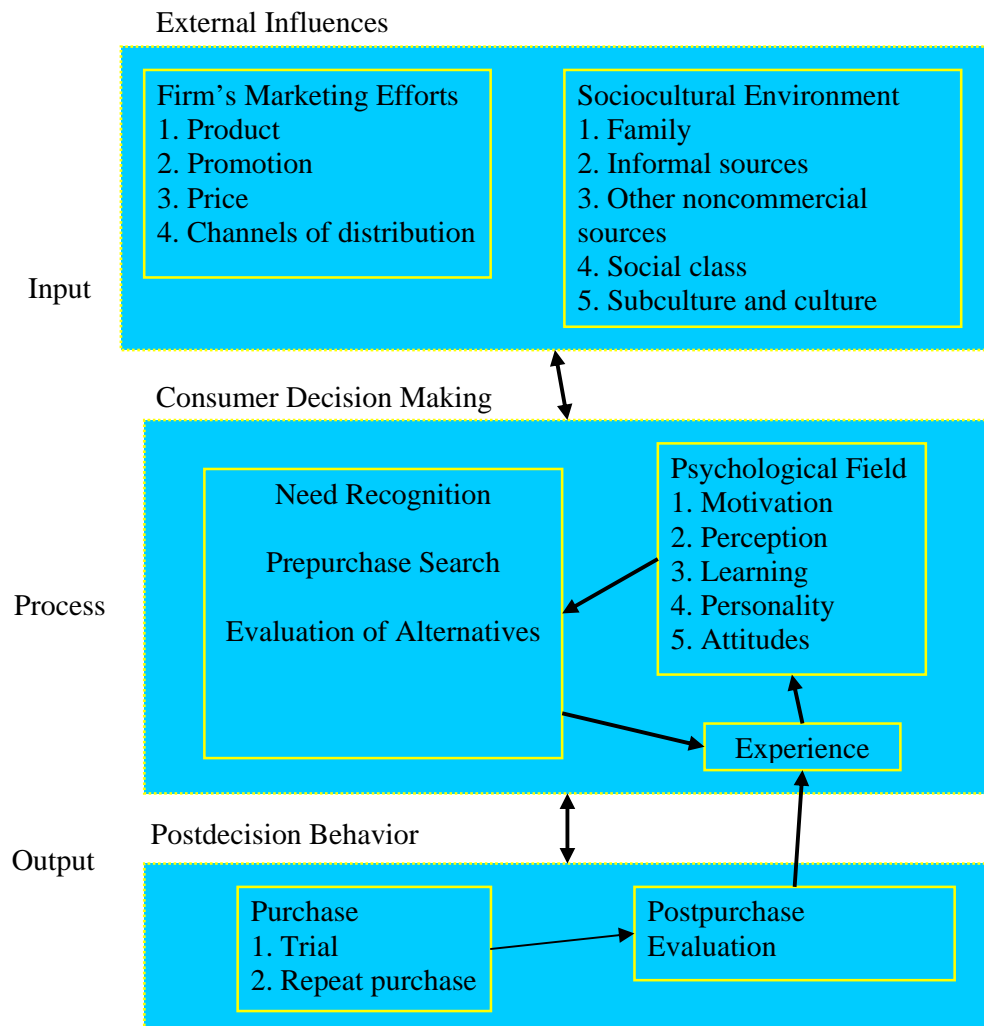 External Influences
Firm’s Marketing Efforts
1. Product
2. Promotion
3. Price
4. Channels of distribution
Sociocultural Environment
1. Family
2. Informal sources
3. Other noncommercial
sources
4. Social class
5. Subculture and culture
Input
Consumer Decision Making
Need Recognition
Prepurchase Search
Evaluation of Alternatives
Psychological Field
1. Motivation
2. Perception
3. Learning
4. Personality
5. Attitudes
Process
Experience
Postdecision Behavior
Output
Purchase
1. Trial
2. Repeat purchase
Postpurchase
Evaluation